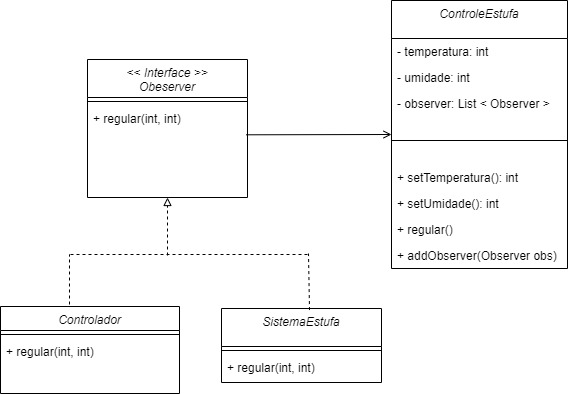 ControleEstufa
- temperatura: int
- umidade: int
- observer: List < Observer >
+ setTemperatura(): int
+ setUmidade(): int
+ regular()
+ addObserver(Observer obs)
<< Interface >>
Obeserver
+ regular(int, int)
Controlador
+ regular(int, int)
SistemaEstufa
+ regular(int, int)